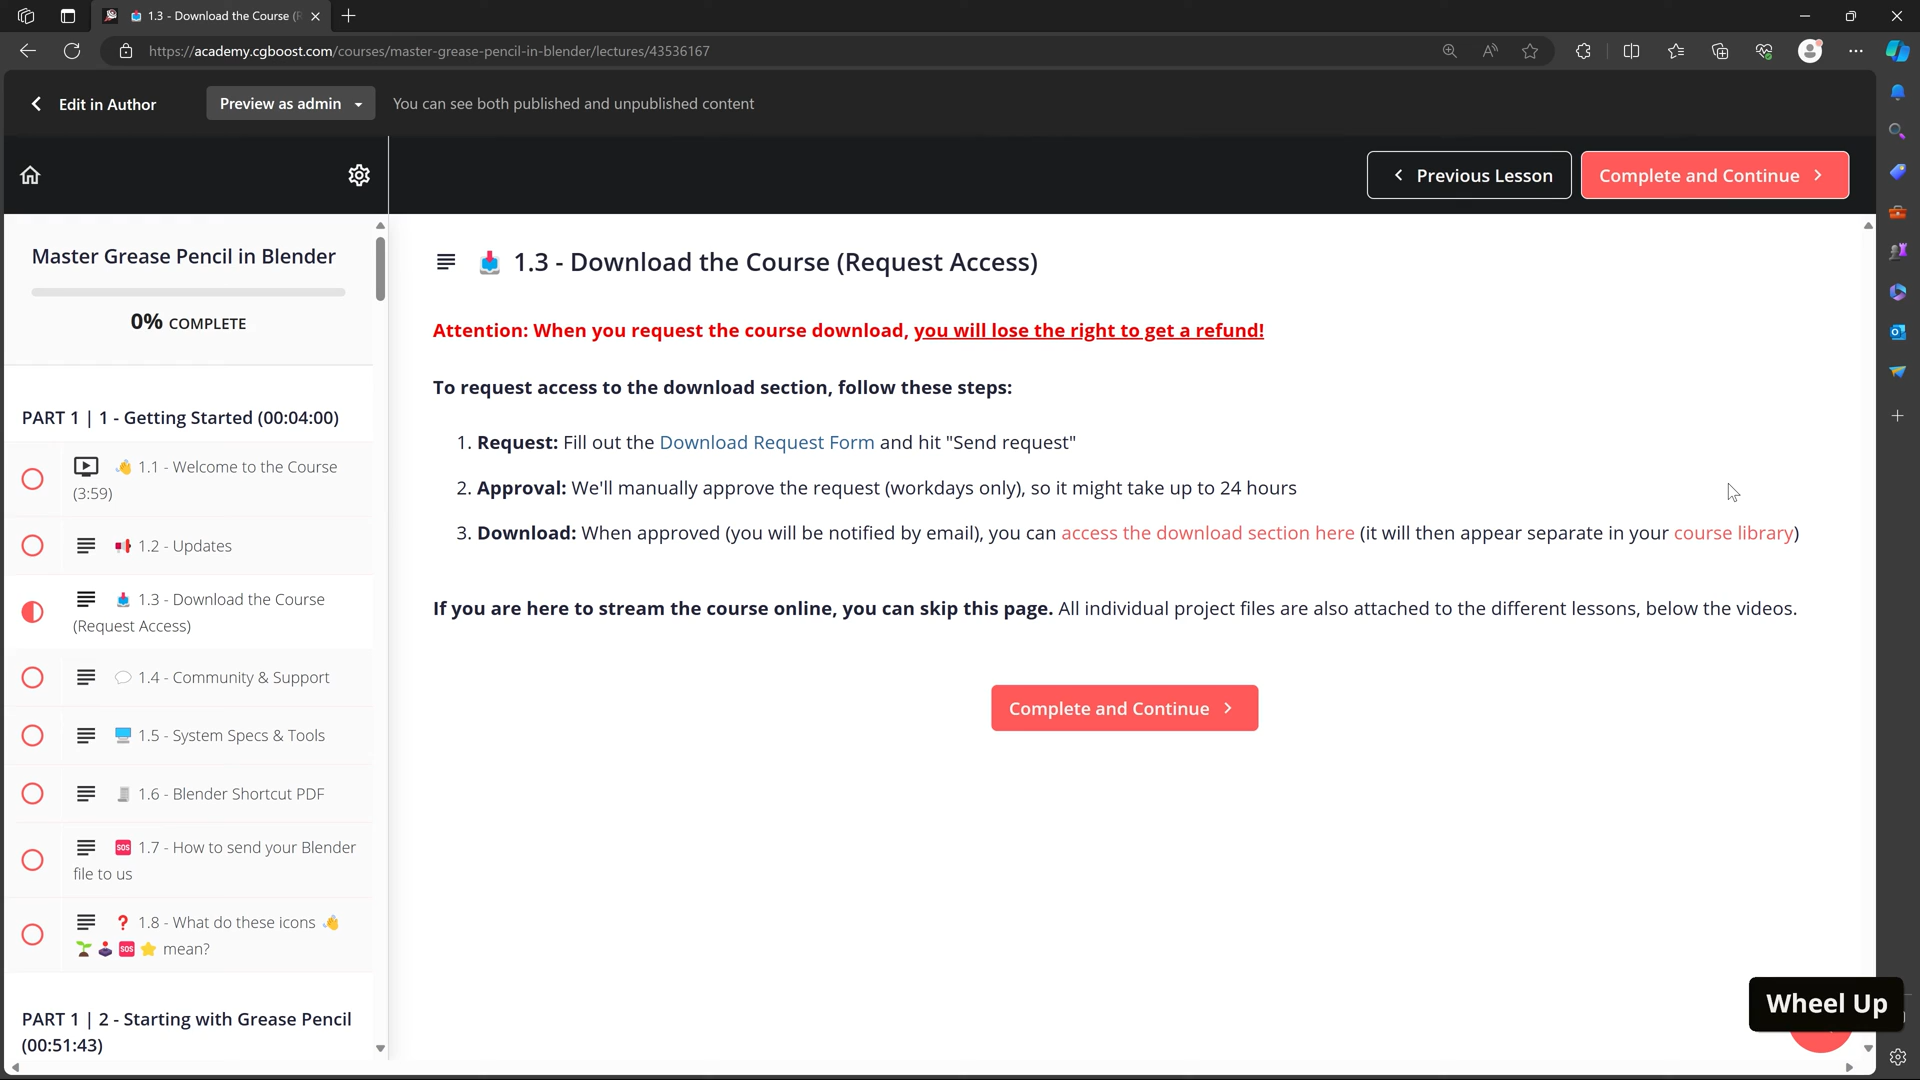 1.3 - Download the Course (R
https://academy.cgboost.com/courses/master-grease-pencil-in-blender/lectures/43536167
Edit in Author
Preview as admin
You can see both published and unpublished content
Previous Lesson
Complete and Continue
Master Grease Pencil in Blender
0% COMPLETE
PART 1 | 1 - Getting Started (00:04:00)
👋 1.1 - Welcome to the Course
(3:59)
📢 1.2 - Updates
📥 1.3 - Download the Course
(Request Access)
💬 1.4 - Community & Support
🖥️ 1.5 - System Specs & Tools
📜 1.6 - Blender Shortcut PDF
🆘 1.7 - How to send your Blender
file to us
❓ 1.8 - What do these icons 👋
🌱 🕹️ 🆘 ⭐ mean?
PART 1 | 2 - Starting with Grease Pencil
(00:51:43)
📥 1.3 - Download the Course (Request Access)
Attention: When you request the course download, you will lose the right to get a refund!
To request access to the download section, follow these steps:
1. Request: Fill out the Download Request Form and hit "Send request"
2. Approval: We'll manually approve the request (workdays only), so it might take up to 24 hours
3. Download: When approved (you will be notified by email), you can access the download section here (it will then appear separate in your course library)
If you are here to stream the course online, you can skip this page. All individual project files are also attached to the different lessons, below the videos.
Complete and Continue
Wheel Up